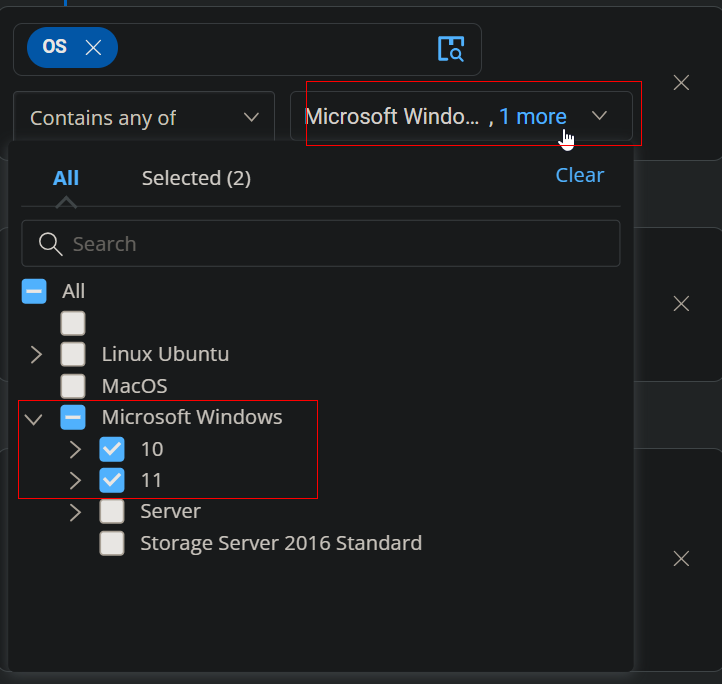 OS
Contains any of
Microsoft Windo... , 1 more
All
Selected (2)
Clear
Search
All
Linux Ubuntu
MacOS
Microsoft Windows
10
11
Server
Storage Server 2016 Standard